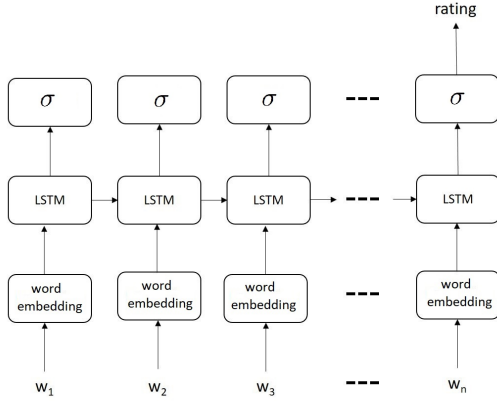 rating
σ σ σ --- σ
LSTM LSTM LSTM --- LSTM
word word word word
embedding embedding embedding --- embedding
w1 w2 w3 --- wn